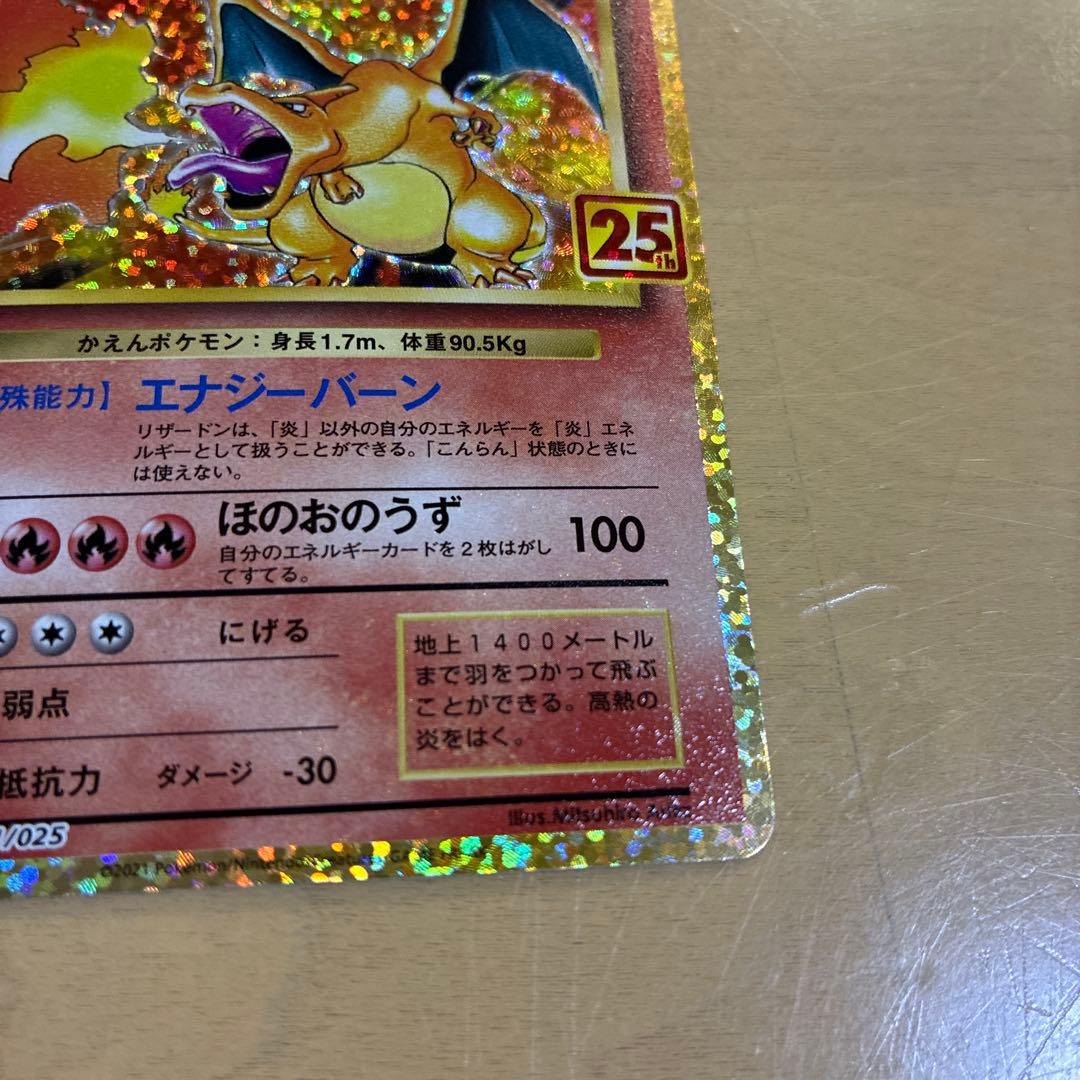 25th
かえんポケモン：身長1.7m、体重90.5Kg
殊能力】 エナジーバーン
リザードンは、「炎」以外の自分のエネルギーを「炎」エネ
ルギーとして扱うことができる。「こんらん」状態のときに
は使えない。
ほのおのうず 100
自分のエネルギーカードを２枚はがし
てすてる。
にげる
弱点
抵抗力 ダメージ -30
地上１４００メートル
まで羽をつかって飛ぶ
ことができる。高熱の
炎をはく。
Illus.Mitsuhiro Arita
/025
©2021 Pokémon/Nintendo